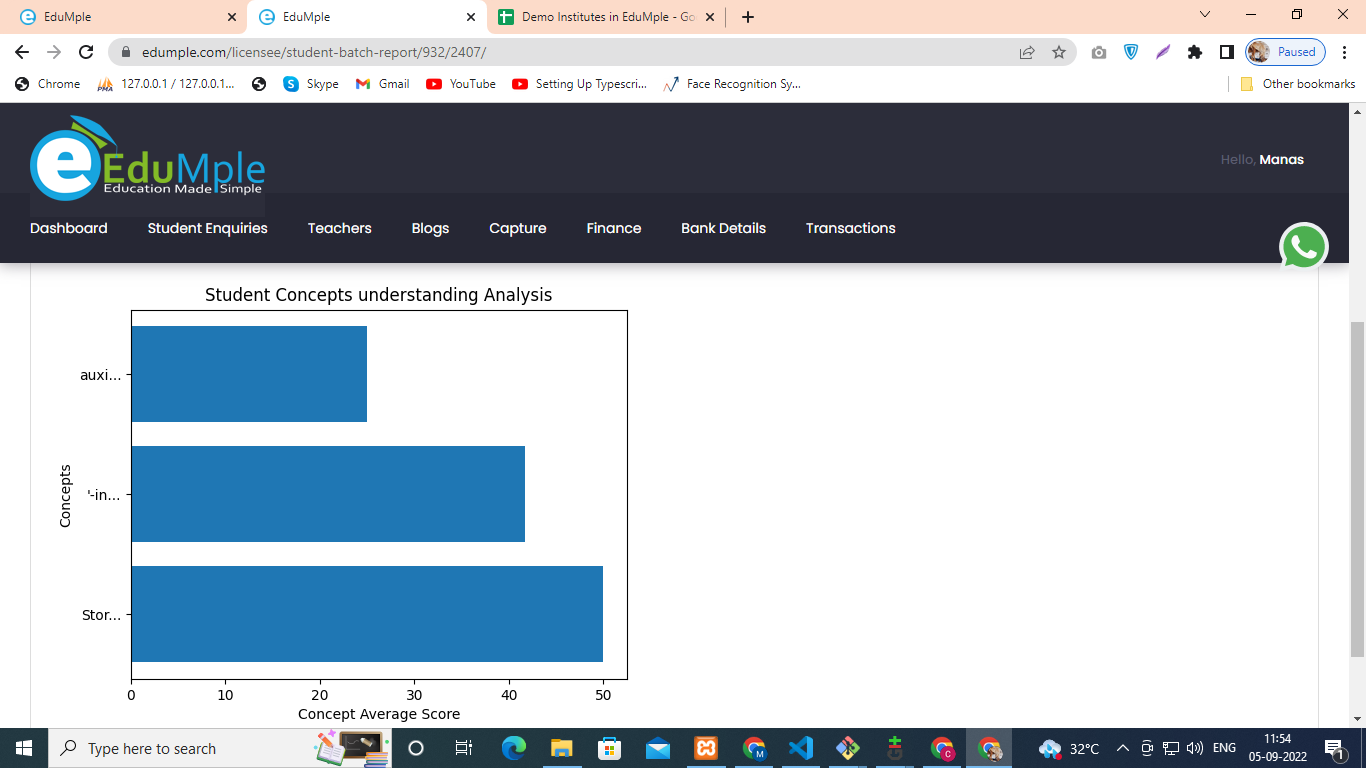 EduMple
EduMple
Demo Institutes in EduMple - Go
edumple.com/licensee/student-batch-report/932/2407/
Paused
Chrome
127.0.0.1 / 127.0.0.1...
Skype
Gmail
YouTube
Setting Up Typescri...
Face Recognition Sy...
Other bookmarks
EduMple
Education Made Simple
Hello, Manas
Dashboard
Student Enquiries
Teachers
Blogs
Capture
Finance
Bank Details
Transactions
Student Concepts understanding Analysis
auxi...
'-in...
Stor...
Concepts
0 10 20 30 40 50
Concept Average Score
Type here to search
32°C
ENG
11:54
05-09-2022
1